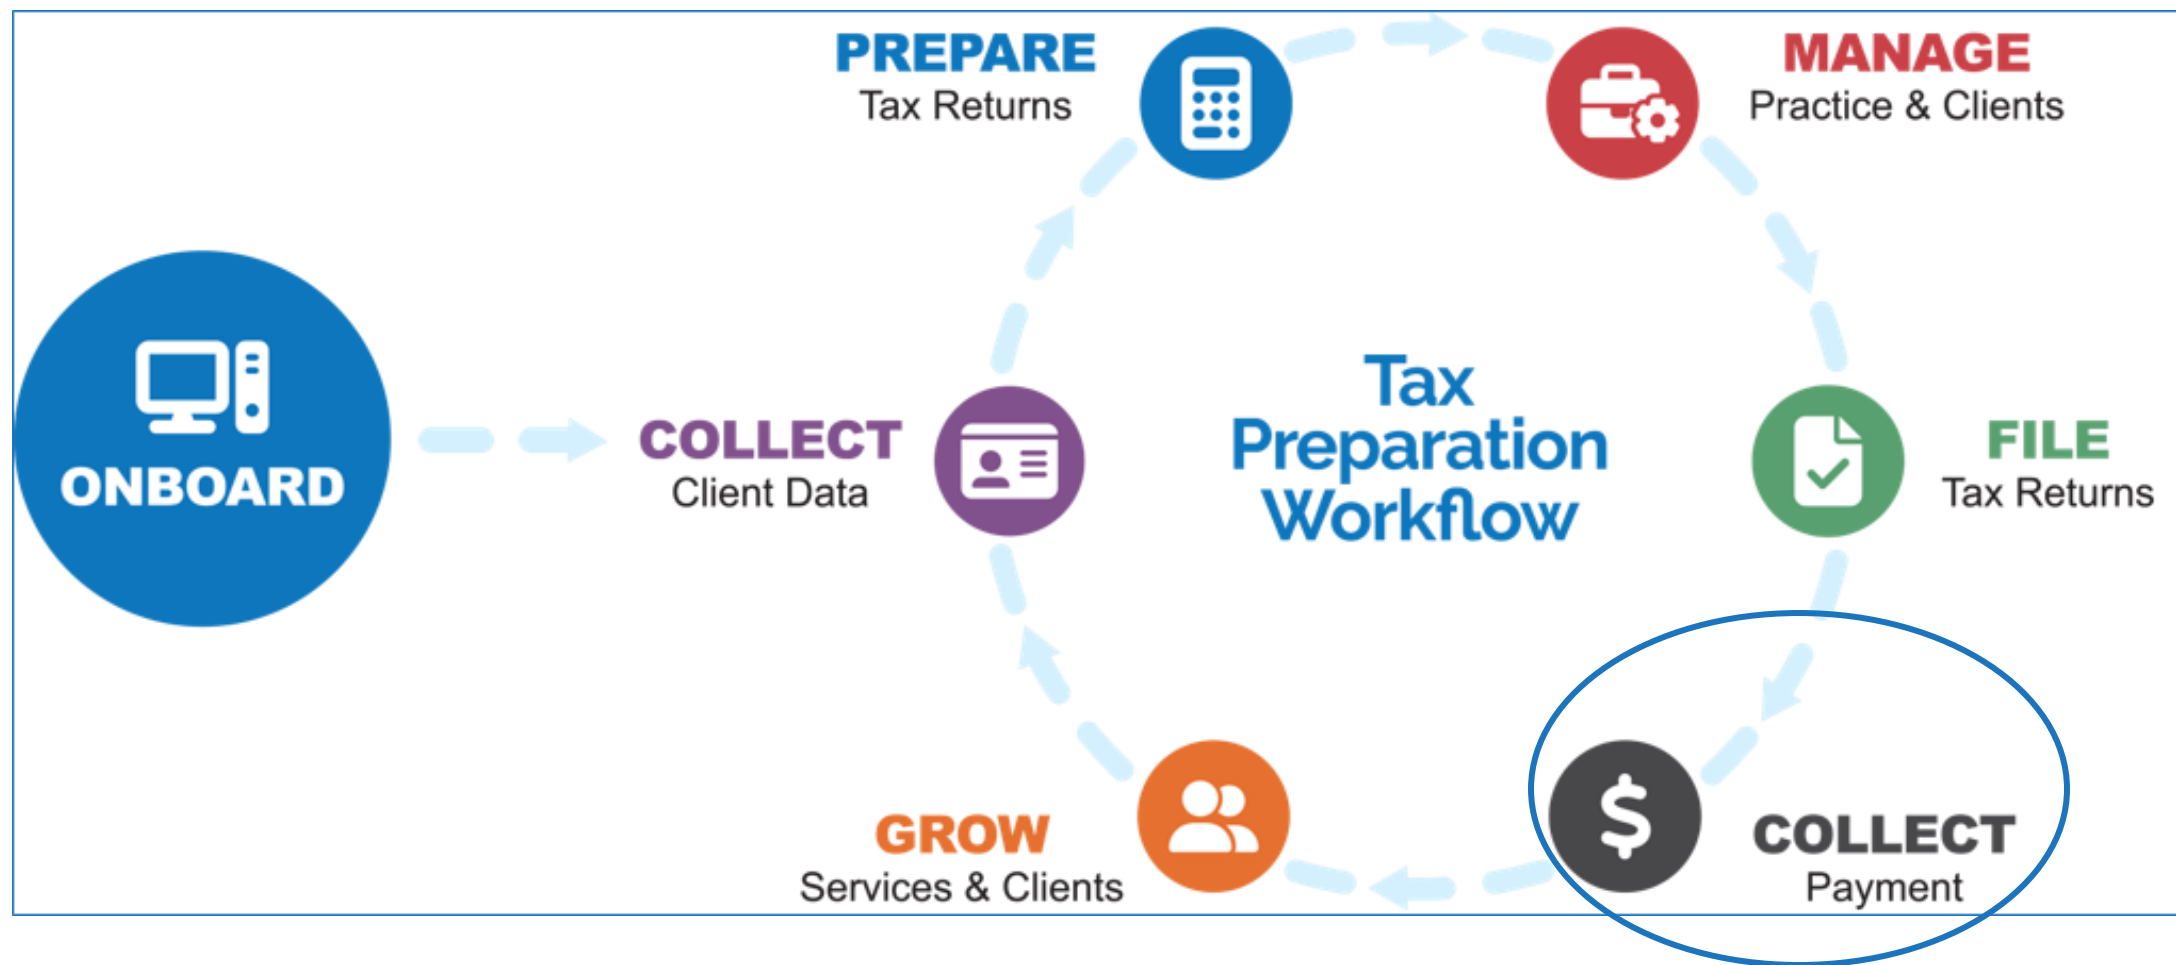 PREPARE
Tax Returns
MANAGE
Practice & Clients
ONBOARD
COLLECT
Client Data
Tax
Preparation
Workflow
FILE
Tax Returns
GROW
Services & Clients
$
COLLECT
Payment